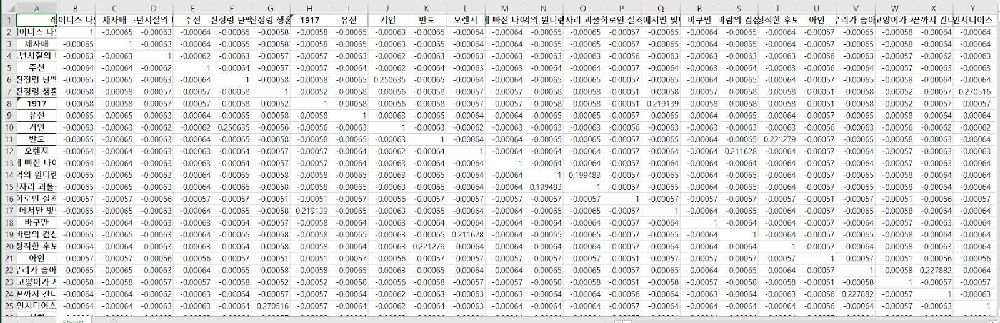 A B C D E F G H I J K L M N O P Q R S T U V W X Y
1 레 이디스 나 세자매 년시절의 주선 진정령 난백 진정령 생혼 1917 유전 거인 반도 오렌지 빠진 나이 억의 원더랜 자리 괴물 히로인 실격 에서만 빛 바쿠만 바람의 검심 정직한 후보 아인 우리가 좋아 고양이가 끝까지 간다 인시디어스
2 이디스 나 1 -0.00065 -0.00063 -0.00064 -0.00065 -0.00058 -0.00058 -0.00065 -0.00063 -0.00065 -0.00064 -0.00064 -0.00065 -0.00065 -0.00057 -0.00065 -0.00064 -0.00065 -0.00064 -0.00057 -0.00065 -0.00058 -0.00064 -0.00064
3 세자매 -0.00065 1 -0.00063 -0.00064 -0.00065 -0.00058 -0.00058 -0.00065 -0.00063 -0.00065 -0.00064 -0.00064 -0.00065 -0.00065 -0.00057 -0.00065 -0.00064 -0.00065 -0.00064 -0.00057 -0.00065 -0.00058 -0.00064 -0.00064
4 년시절의 -0.00063 -0.00063 1 -0.00062 -0.00063 -0.00057 -0.00057 -0.00063 -0.00062 -0.00063 -0.00063 -0.00063 -0.00063 -0.00063 -0.00056 -0.00063 -0.00063 -0.00063 -0.00063 -0.00056 -0.00063 -0.00057 -0.00062 -0.00063
5 주선 -0.00064 -0.00064 -0.00062 1 -0.00064 -0.00057 -0.00057 -0.00064 -0.00062 -0.00064 -0.00063 -0.00063 -0.00064 -0.00064 -0.00057 -0.00064 -0.00063 -0.00064 -0.00063 -0.00056 -0.00064 -0.00057 -0.00063 -0.00063
6 진정령 난백 -0.00065 -0.00065 -0.00063 -0.00064 1 -0.00058 -0.00058 -0.00065 0.250635 -0.00065 -0.00064 -0.00064 -0.00065 -0.00065 -0.00057 -0.00065 -0.00064 -0.00065 -0.00064 -0.00057 -0.00065 -0.00058 -0.00064 -0.00064
7 진정령 생혼 -0.00058 -0.00058 -0.00057 -0.00057 -0.00058 1 -0.00052 -0.00058 -0.00056 -0.00058 -0.00057 -0.00057 -0.00058 -0.00058 -0.00051 -0.00058 -0.00057 -0.00058 -0.00058 -0.00051 -0.00058 -0.00052 -0.00057 0.270516
8 1917 -0.00058 -0.00058 -0.00057 -0.00057 -0.00058 -0.00052 1 -0.00058 -0.00056 -0.00058 -0.00057 -0.00057 -0.00058 -0.00058 -0.00051 0.219139 -0.00058 -0.00058 -0.00058 -0.00051 -0.00058 -0.00052 -0.00057 -0.00057
9 유전 -0.00065 -0.00065 -0.00063 -0.00064 -0.00065 -0.00058 -0.00058 1 -0.00063 -0.00065 -0.00064 -0.00064 -0.00065 -0.00065 -0.00057 -0.00065 -0.00064 -0.00065 -0.00064 -0.00057 -0.00065 -0.00058 -0.00064 -0.00064
10 거인 -0.00063 -0.00063 -0.00062 -0.00062 0.250635 -0.00056 -0.00056 -0.00063 1 -0.00063 -0.00062 -0.00063 -0.00063 -0.00063 -0.00056 -0.00063 -0.00063 -0.00063 -0.00063 -0.00056 -0.00063 -0.00056 -0.00062 -0.00062
11 반도 -0.00065 -0.00065 -0.00063 -0.00064 -0.00065 -0.00058 -0.00058 -0.00065 -0.00063 1 -0.00064 -0.00064 -0.00065 -0.00065 -0.00057 -0.00065 -0.00064 -0.00065 0.221279 -0.00057 -0.00065 -0.00058 -0.00064 -0.00064
12 오렌지 -0.00064 -0.00064 -0.00063 -0.00063 -0.00064 -0.00057 -0.00057 -0.00064 -0.00062 -0.00064 1 -0.00064 -0.00064 -0.00064 -0.00057 -0.00064 -0.00064 0.211628 -0.00064 -0.00057 -0.00064 -0.00057 -0.00063 -0.00063
13 빠진 나이 -0.00064 -0.00064 -0.00063 -0.00063 -0.00064 -0.00057 -0.00057 -0.00064 -0.00063 -0.00064 -0.00064 1 -0.00064 -0.00064 -0.00057 -0.00064 -0.00064 -0.00064 -0.00064 -0.00057 -0.00064 -0.00057 -0.00063 -0.00064
14 억의 원더랜 -0.00065 -0.00065 -0.00063 -0.00064 -0.00065 -0.00058 -0.00058 -0.00065 -0.00063 -0.00065 -0.00064 -0.00064 1 0.199483 -0.00057 -0.00065 -0.00064 -0.00065 -0.00064 -0.00057 -0.00065 -0.00058 -0.00064 -0.00064
15 자리 괴물 -0.00065 -0.00065 -0.00063 -0.00064 -0.00065 -0.00058 -0.00058 -0.00065 -0.00063 -0.00065 -0.00064 -0.00064 0.199483 1 -0.00057 -0.00065 -0.00064 -0.00065 -0.00064 -0.00057 -0.00065 -0.00058 -0.00064 -0.00064
16 히로인 실격 -0.00057 -0.00057 -0.00056 -0.00057 -0.00057 -0.00051 -0.00051 -0.00057 -0.00056 -0.00057 -0.00057 -0.00057 -0.00057 -0.00057 1 -0.00057 -0.00057 -0.00057 -0.00057 -0.00051 -0.00057 -0.00051 -0.00056 -0.00057
17 에서만 빛 -0.00065 -0.00065 -0.00063 -0.00064 -0.00065 -0.00058 0.219139 -0.00065 -0.00063 -0.00065 -0.00064 -0.00064 -0.00065 -0.00065 -0.00057 1 -0.00064 -0.00065 -0.00064 -0.00057 -0.00065 -0.00058 -0.00064 -0.00064
18 바쿠만 -0.00064 -0.00064 -0.00063 -0.00063 -0.00064 -0.00057 -0.00058 -0.00064 -0.00063 -0.00064 -0.00064 -0.00064 -0.00064 -0.00064 -0.00057 -0.00064 1 -0.00064 -0.00064 -0.00057 -0.00064 -0.00057 -0.00063 -0.00064
19 바람의 검심 -0.00065 -0.00065 -0.00063 -0.00064 -0.00065 -0.00058 -0.00058 -0.00065 -0.00063 -0.00065 0.211628 -0.00064 -0.00065 -0.00065 -0.00057 -0.00065 -0.00064 1 -0.00064 -0.00057 -0.00065 -0.00058 -0.00064 -0.00064
20 정직한 후보 -0.00064 -0.00064 -0.00063 -0.00063 -0.00064 -0.00058 -0.00058 -0.00064 -0.00063 0.221279 -0.00064 -0.00064 -0.00064 -0.00064 -0.00057 -0.00064 -0.00064 -0.00064 1 -0.00057 -0.00064 -0.00058 -0.00063 -0.00064
21 아인 -0.00057 -0.00057 -0.00056 -0.00056 -0.00057 -0.00051 -0.00051 -0.00057 -0.00056 -0.00057 -0.00057 -0.00057 -0.00057 -0.00057 -0.00051 -0.00057 -0.00057 -0.00057 -0.00057 1 -0.00057 -0.00051 -0.00056 -0.00056
22 우리가 좋아 -0.00065 -0.00065 -0.00063 -0.00064 -0.00065 -0.00058 -0.00058 -0.00065 -0.00063 -0.00065 -0.00064 -0.00064 -0.00065 -0.00065 -0.00057 -0.00065 -0.00064 -0.00065 -0.00064 -0.00057 1 -0.00058 0.227882 -0.00064
23 고양이가 -0.00058 -0.00058 -0.00057 -0.00057 -0.00058 -0.00052 -0.00052 -0.00058 -0.00056 -0.00058 -0.00057 -0.00057 -0.00058 -0.00058 -0.00051 -0.00058 -0.00057 -0.00058 -0.00058 -0.00051 -0.00058 1 -0.00057 -0.00057
24 끝까지 간다 -0.00064 -0.00064 -0.00062 -0.00063 -0.00064 -0.00057 -0.00057 -0.00064 -0.00062 -0.00064 -0.00063 -0.00063 -0.00064 -0.00064 -0.00056 -0.00064 -0.00063 -0.00064 -0.00063 -0.00056 0.227882 -0.00057 1 -0.00063
25 인시디어스 -0.00064 -0.00064 -0.00063 -0.00063 -0.00064 0.270516 -0.00057 -0.00064 -0.00062 -0.00064 -0.00063 -0.00064 -0.00064 -0.00064 -0.00057 -0.00064 -0.00064 -0.00064 -0.00064 -0.00056 -0.00064 -0.00057 -0.00063 1
Sheet1